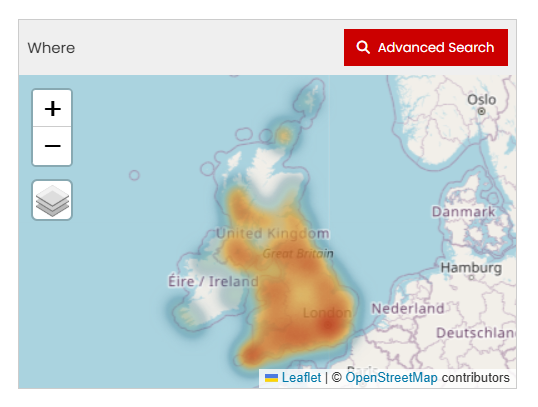 Where
Advanced Search
+
−
Oslo
Danmark
United Kingdom
Great Britain
Éire / Ireland
Hamburg
London
Nederland
Deutschlan
Leaflet | © OpenStreetMap contributors